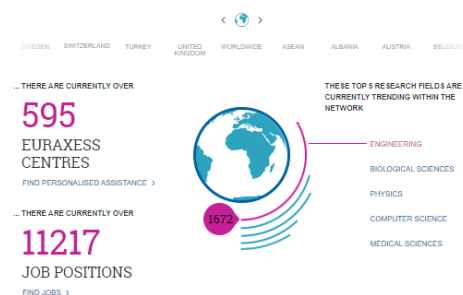 SWEDEN SWITZERLAND TURKEY UNITED KINGDOM WORLDWIDE ASEAN ALBANIA AUSTRIA BELGIUM
... THERE ARE CURRENTLY OVER
595
EURAXESS
CENTRES
FIND PERSONALISED ASSISTANCE >
... THERE ARE CURRENTLY OVER
11217
JOB POSITIONS
FIND JOBS >
1672
THESE TOP 5 RESEARCH FIELDS ARE
CURRENTLY TRENDING WITHIN THE
NETWORK
ENGINEERING
BIOLOGICAL SCIENCES
PHYSICS
COMPUTER SCIENCE
MEDICAL SCIENCES